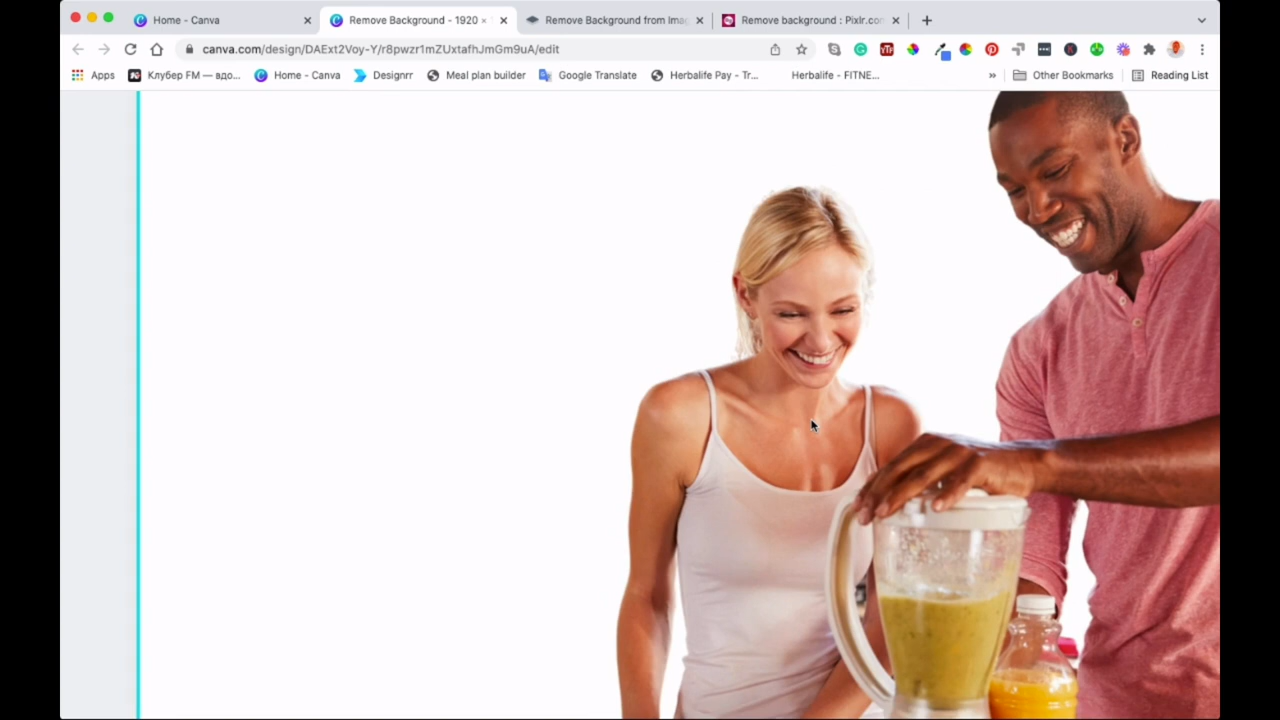 Home - Canva
Remove Background - 1920 ×
Remove Background from Imag
Remove background : Pixlr.com
canva.com/design/DAExt2Voy-Y/r8pwzr1mZUxtafhJmGm9uA/edit
Apps
Клубер FM — вдо...
Home - Canva
Designrr
Meal plan builder
Google Translate
Herbalife Pay - Tr...
Herbalife - FITNE...
»
Other Bookmarks
Reading List